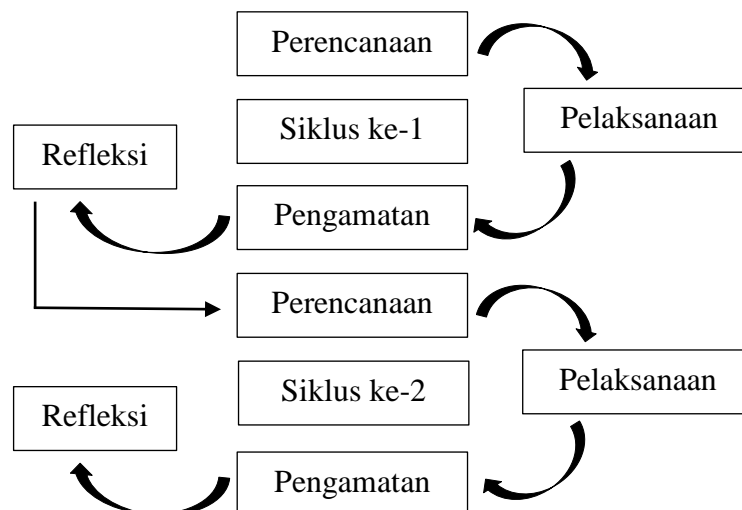 Perencanaan
Pelaksanaan
Siklus ke-1
Refleksi
Pengamatan
Perencanaan
Pelaksanaan
Siklus ke-2
Refleksi
Pengamatan